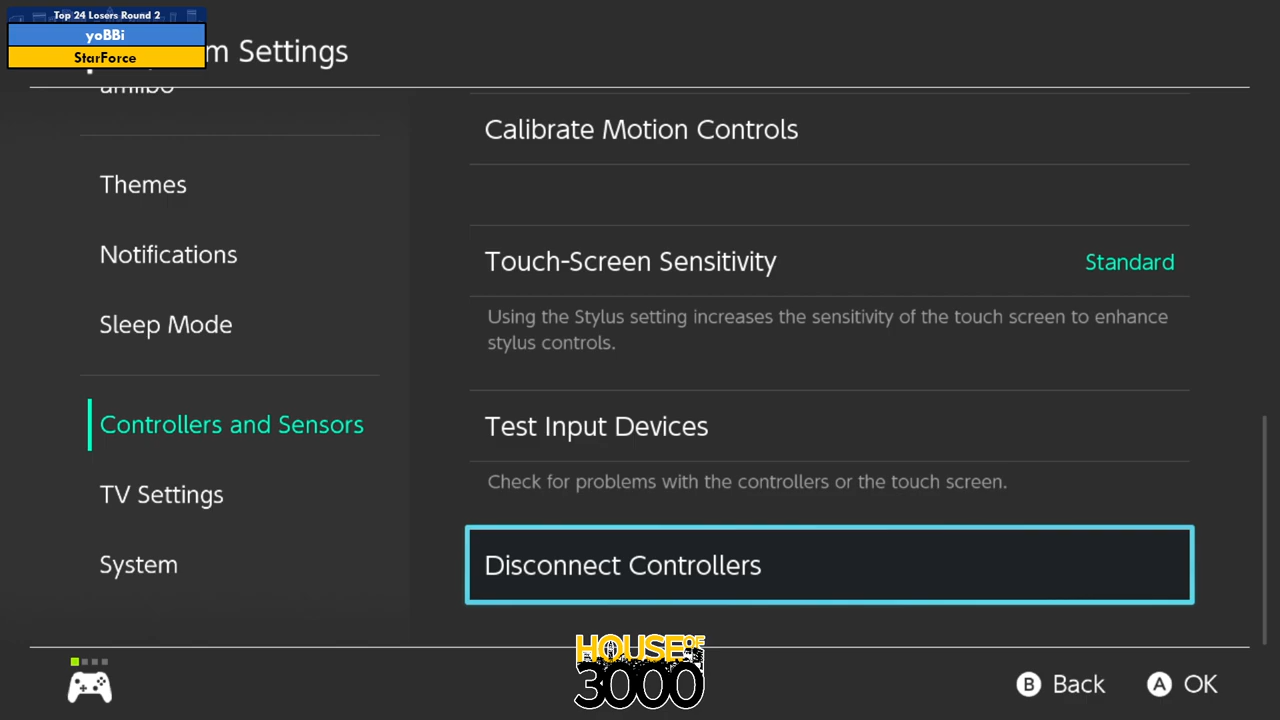 Top 24 Losers Round 2
yoBBi
StarForce
m Settings
amiibo
Themes
Notifications
Sleep Mode
Controllers and Sensors
TV Settings
System
Calibrate Motion Controls
Touch-Screen Sensitivity Standard
Using the Stylus setting increases the sensitivity of the touch screen to enhance
stylus controls.
Test Input Devices
Check for problems with the controllers or the touch screen.
Disconnect Controllers
HOUSE OF
3000
B Back A OK